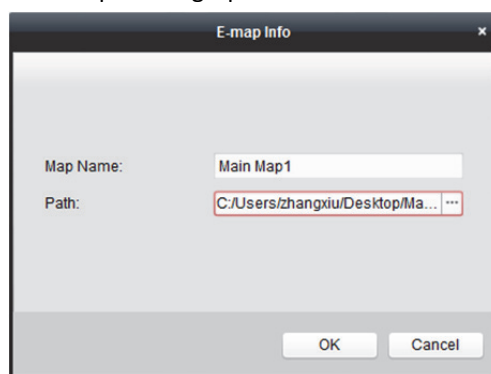 E-map Info ×
Map Name: Main Map1
Path: C:/Users/zhangxiu/Desktop/Ma... ...
OK Cancel